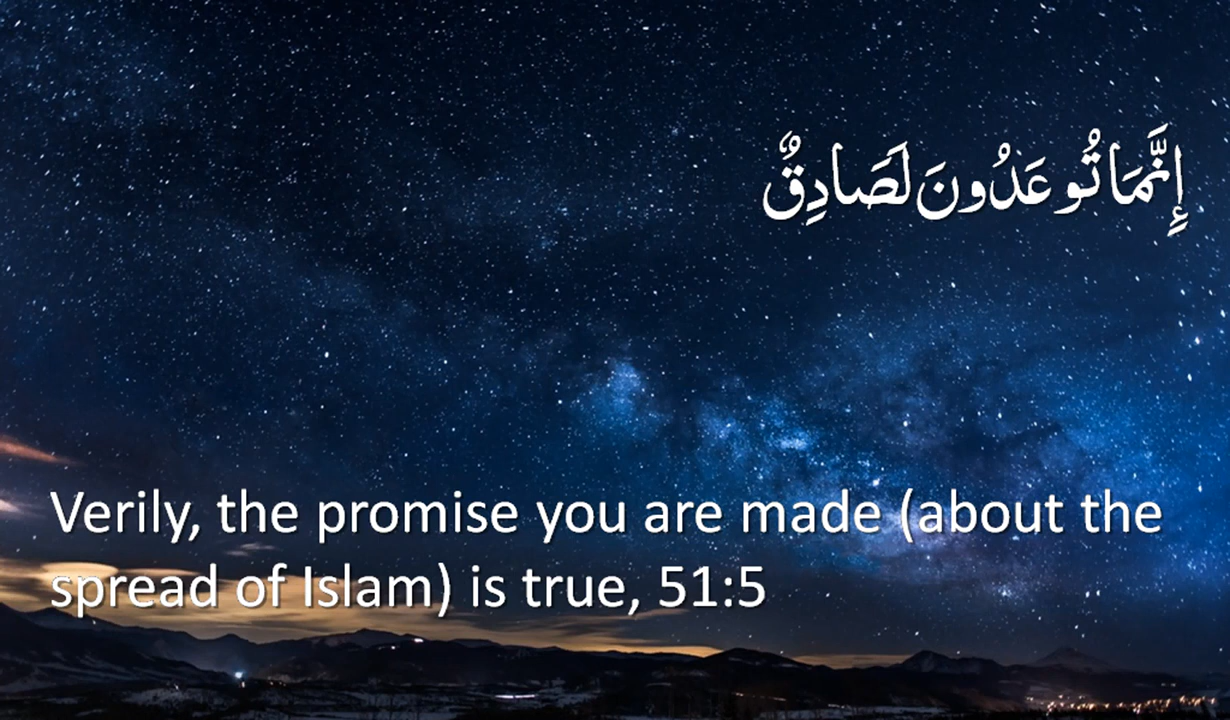 إِنَّمَا تُوعَدُونَ لَصَادِقٌ
Verily, the promise you are made (about the
spread of Islam) is true, 51:5